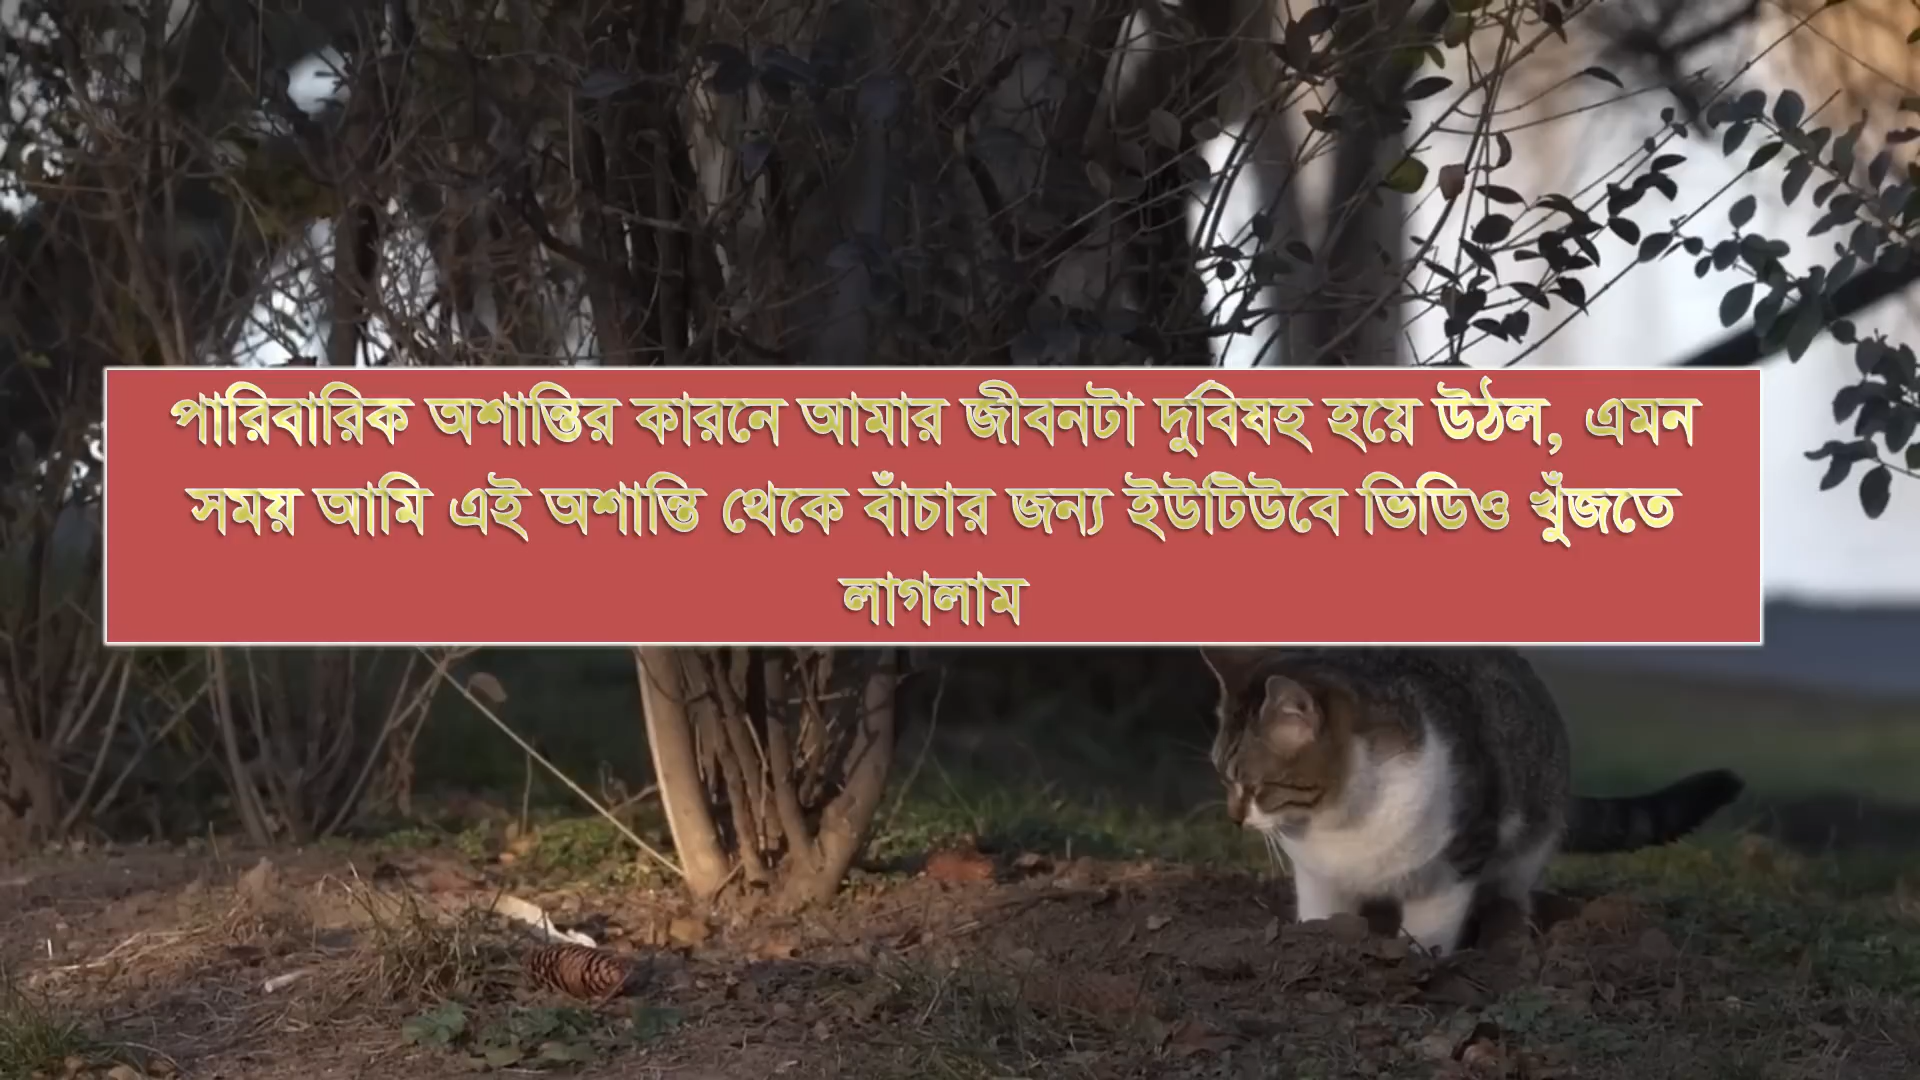 পারিবারিক অশান্তির কারনে আমার জীবনটা দুবিষহ হয়ে উঠল, এমন
সময় আমি এই অশান্তি থেকে বাঁচার জন্য ইউটিউবে ভিডিও খুঁজতে
লাগলাম